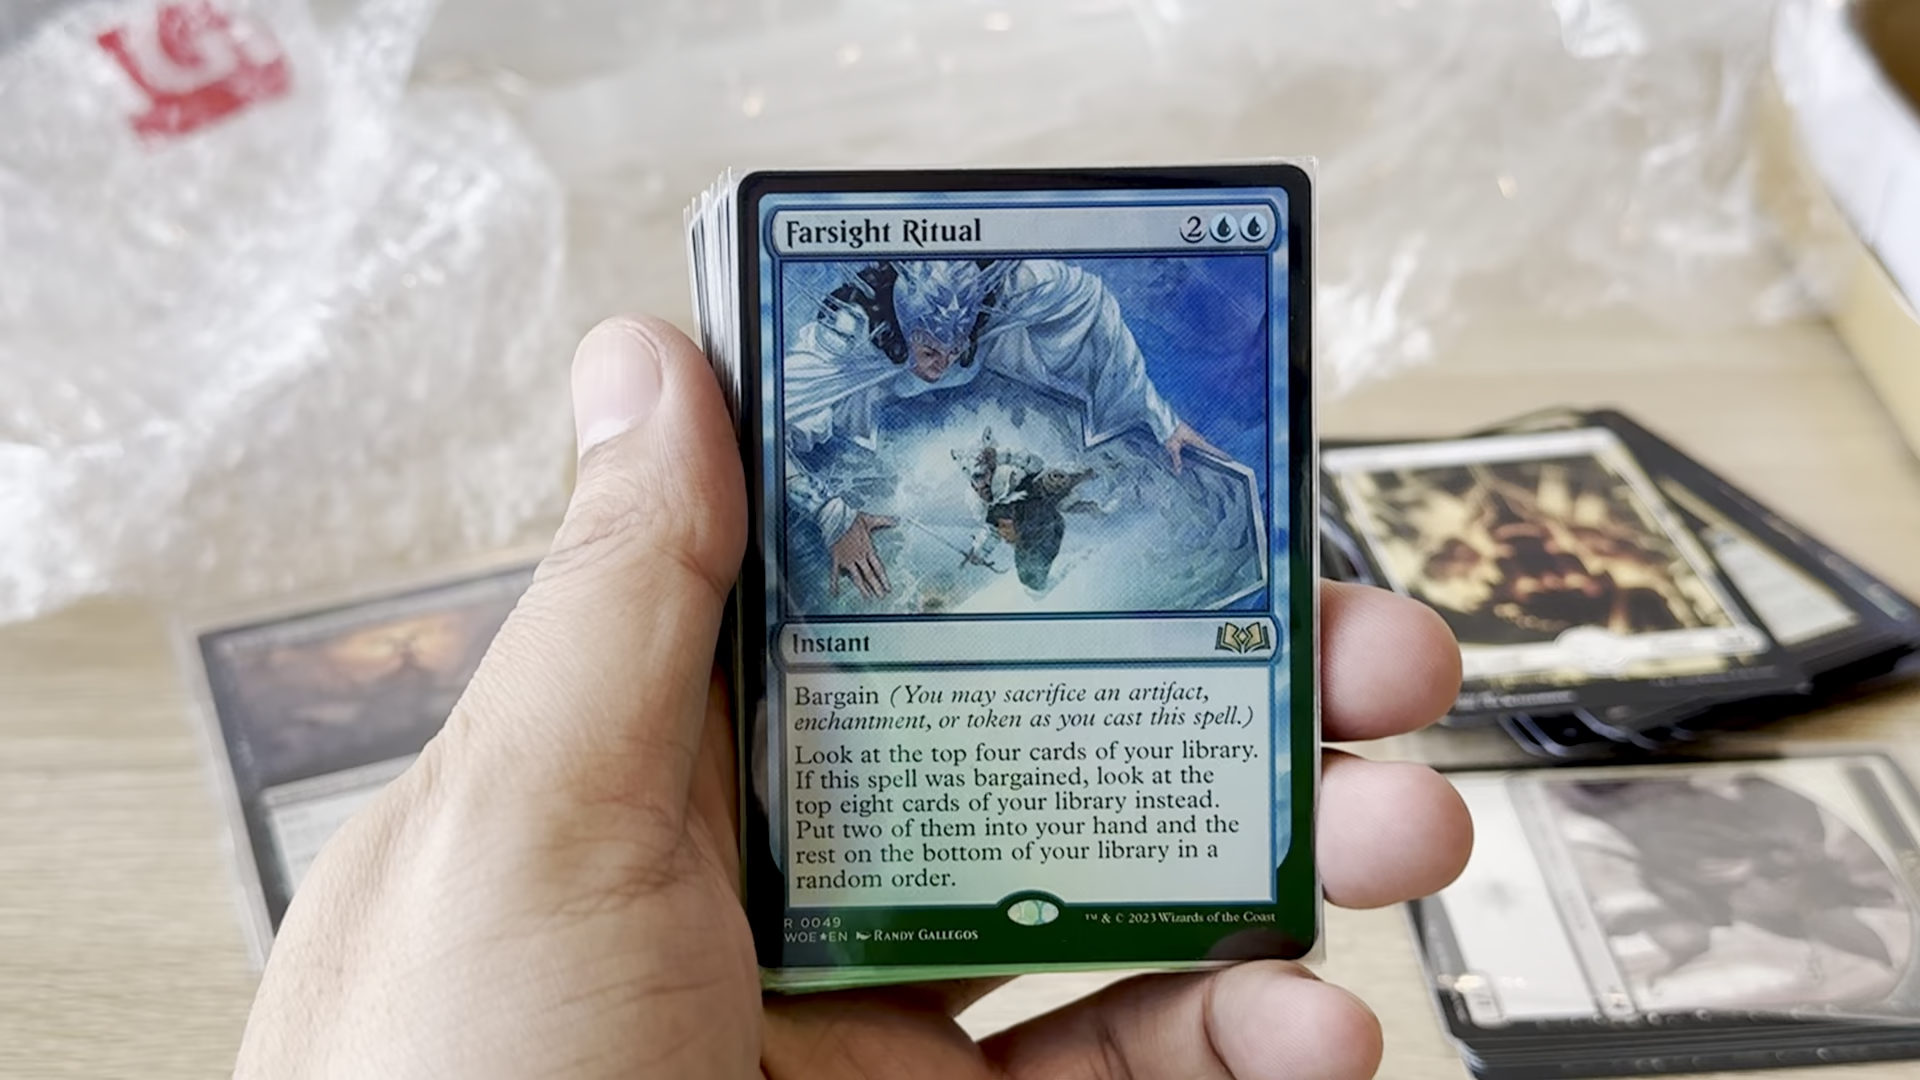 Farsight Ritual 2
Instant
Bargain (You may sacrifice an artifact,
enchantment, or token as you cast this spell.)
Look at the top four cards of your library.
If this spell was bargained, look at the
top eight cards of your library instead.
Put two of them into your hand and the
rest on the bottom of your library in a
random order.
R 0049
WOE★EN RANDY GALLEGOS
™ & © 2023 Wizards of the Coast